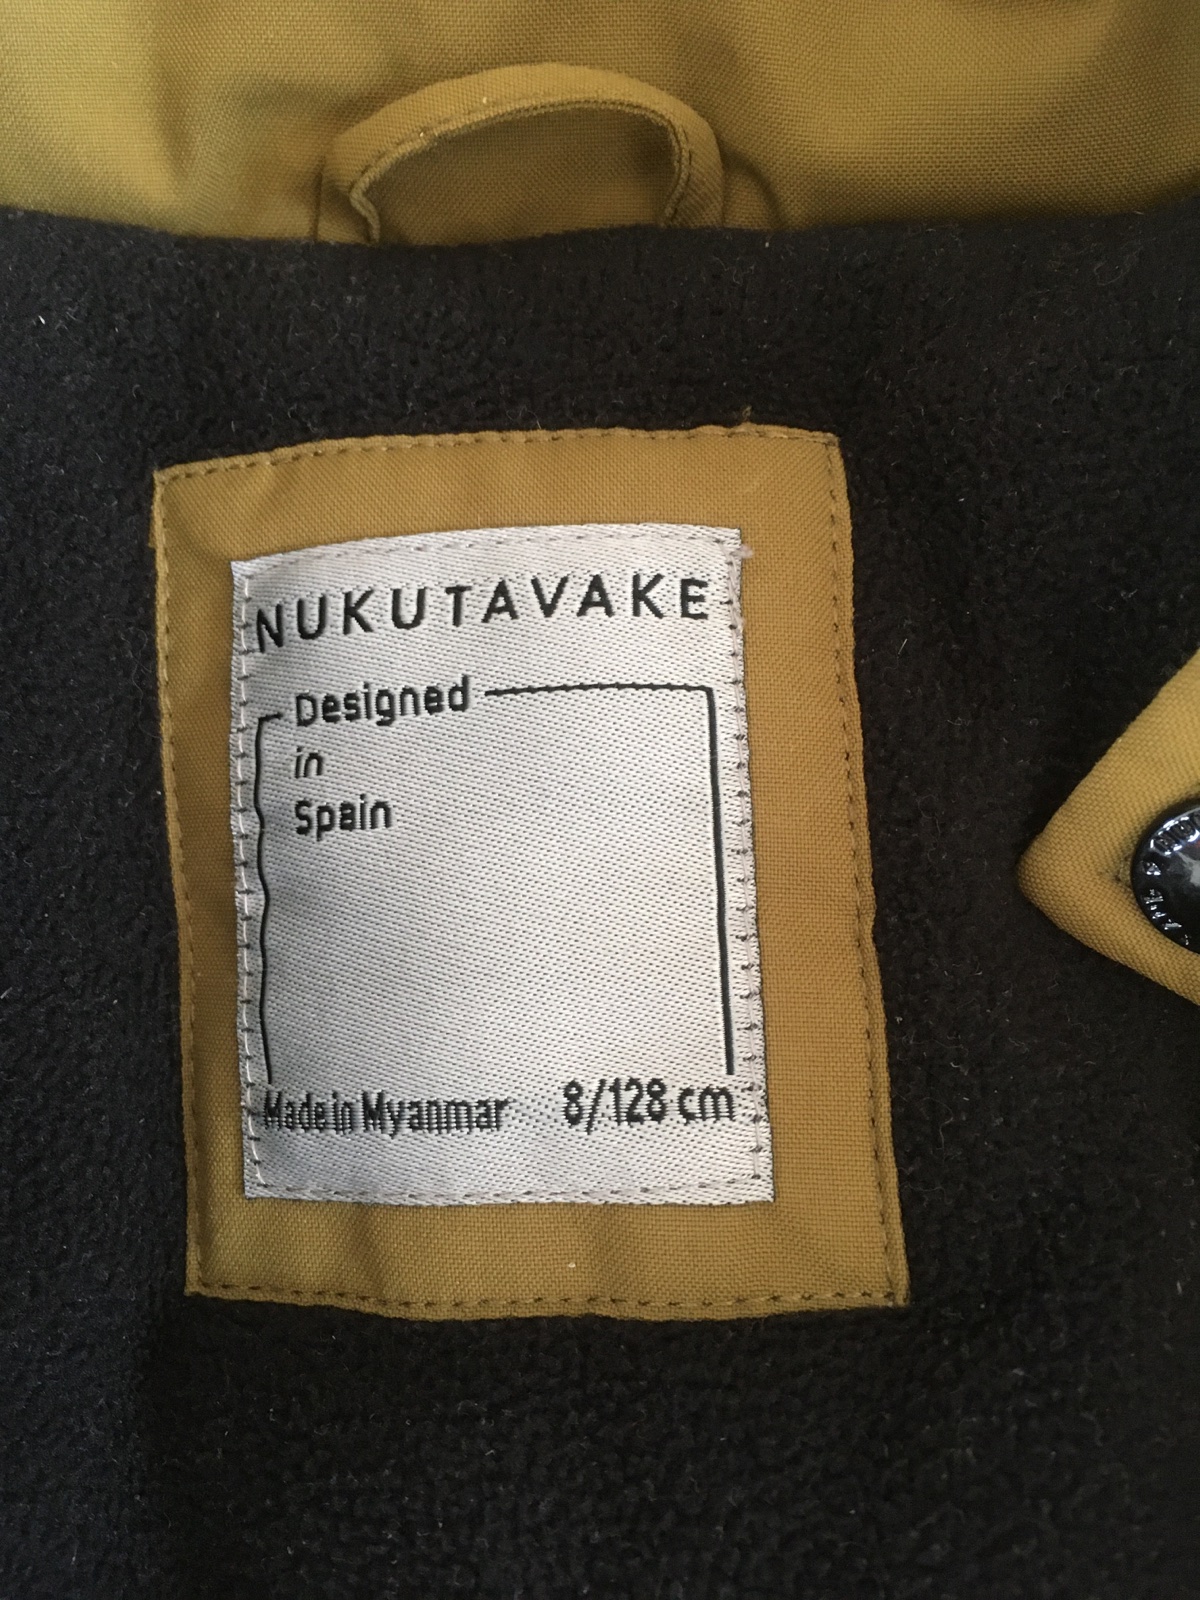 NUKUTAVAKE
Designed
in
Spain
Made in Myanmar 8/128 cm